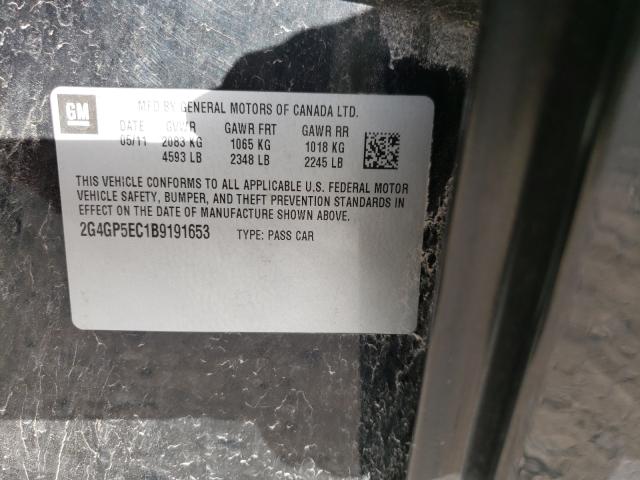 GM
MFD BY GENERAL MOTORS OF CANADA LTD.
DATE GVWR GAWR FRT GAWR RR
05/11 2083 KG 1065 KG 1018 KG
4593 LB 2348 LB 2245 LB
THIS VEHICLE CONFORMS TO ALL APPLICABLE U.S. FEDERAL MOTOR
VEHICLE SAFETY, BUMPER, AND THEFT PREVENTION STANDARDS IN
EFFECT ON THE DATE OF MANUFACTURE SHOWN ABOVE.
2G4GP5EC1B9191653 TYPE: PASS CAR